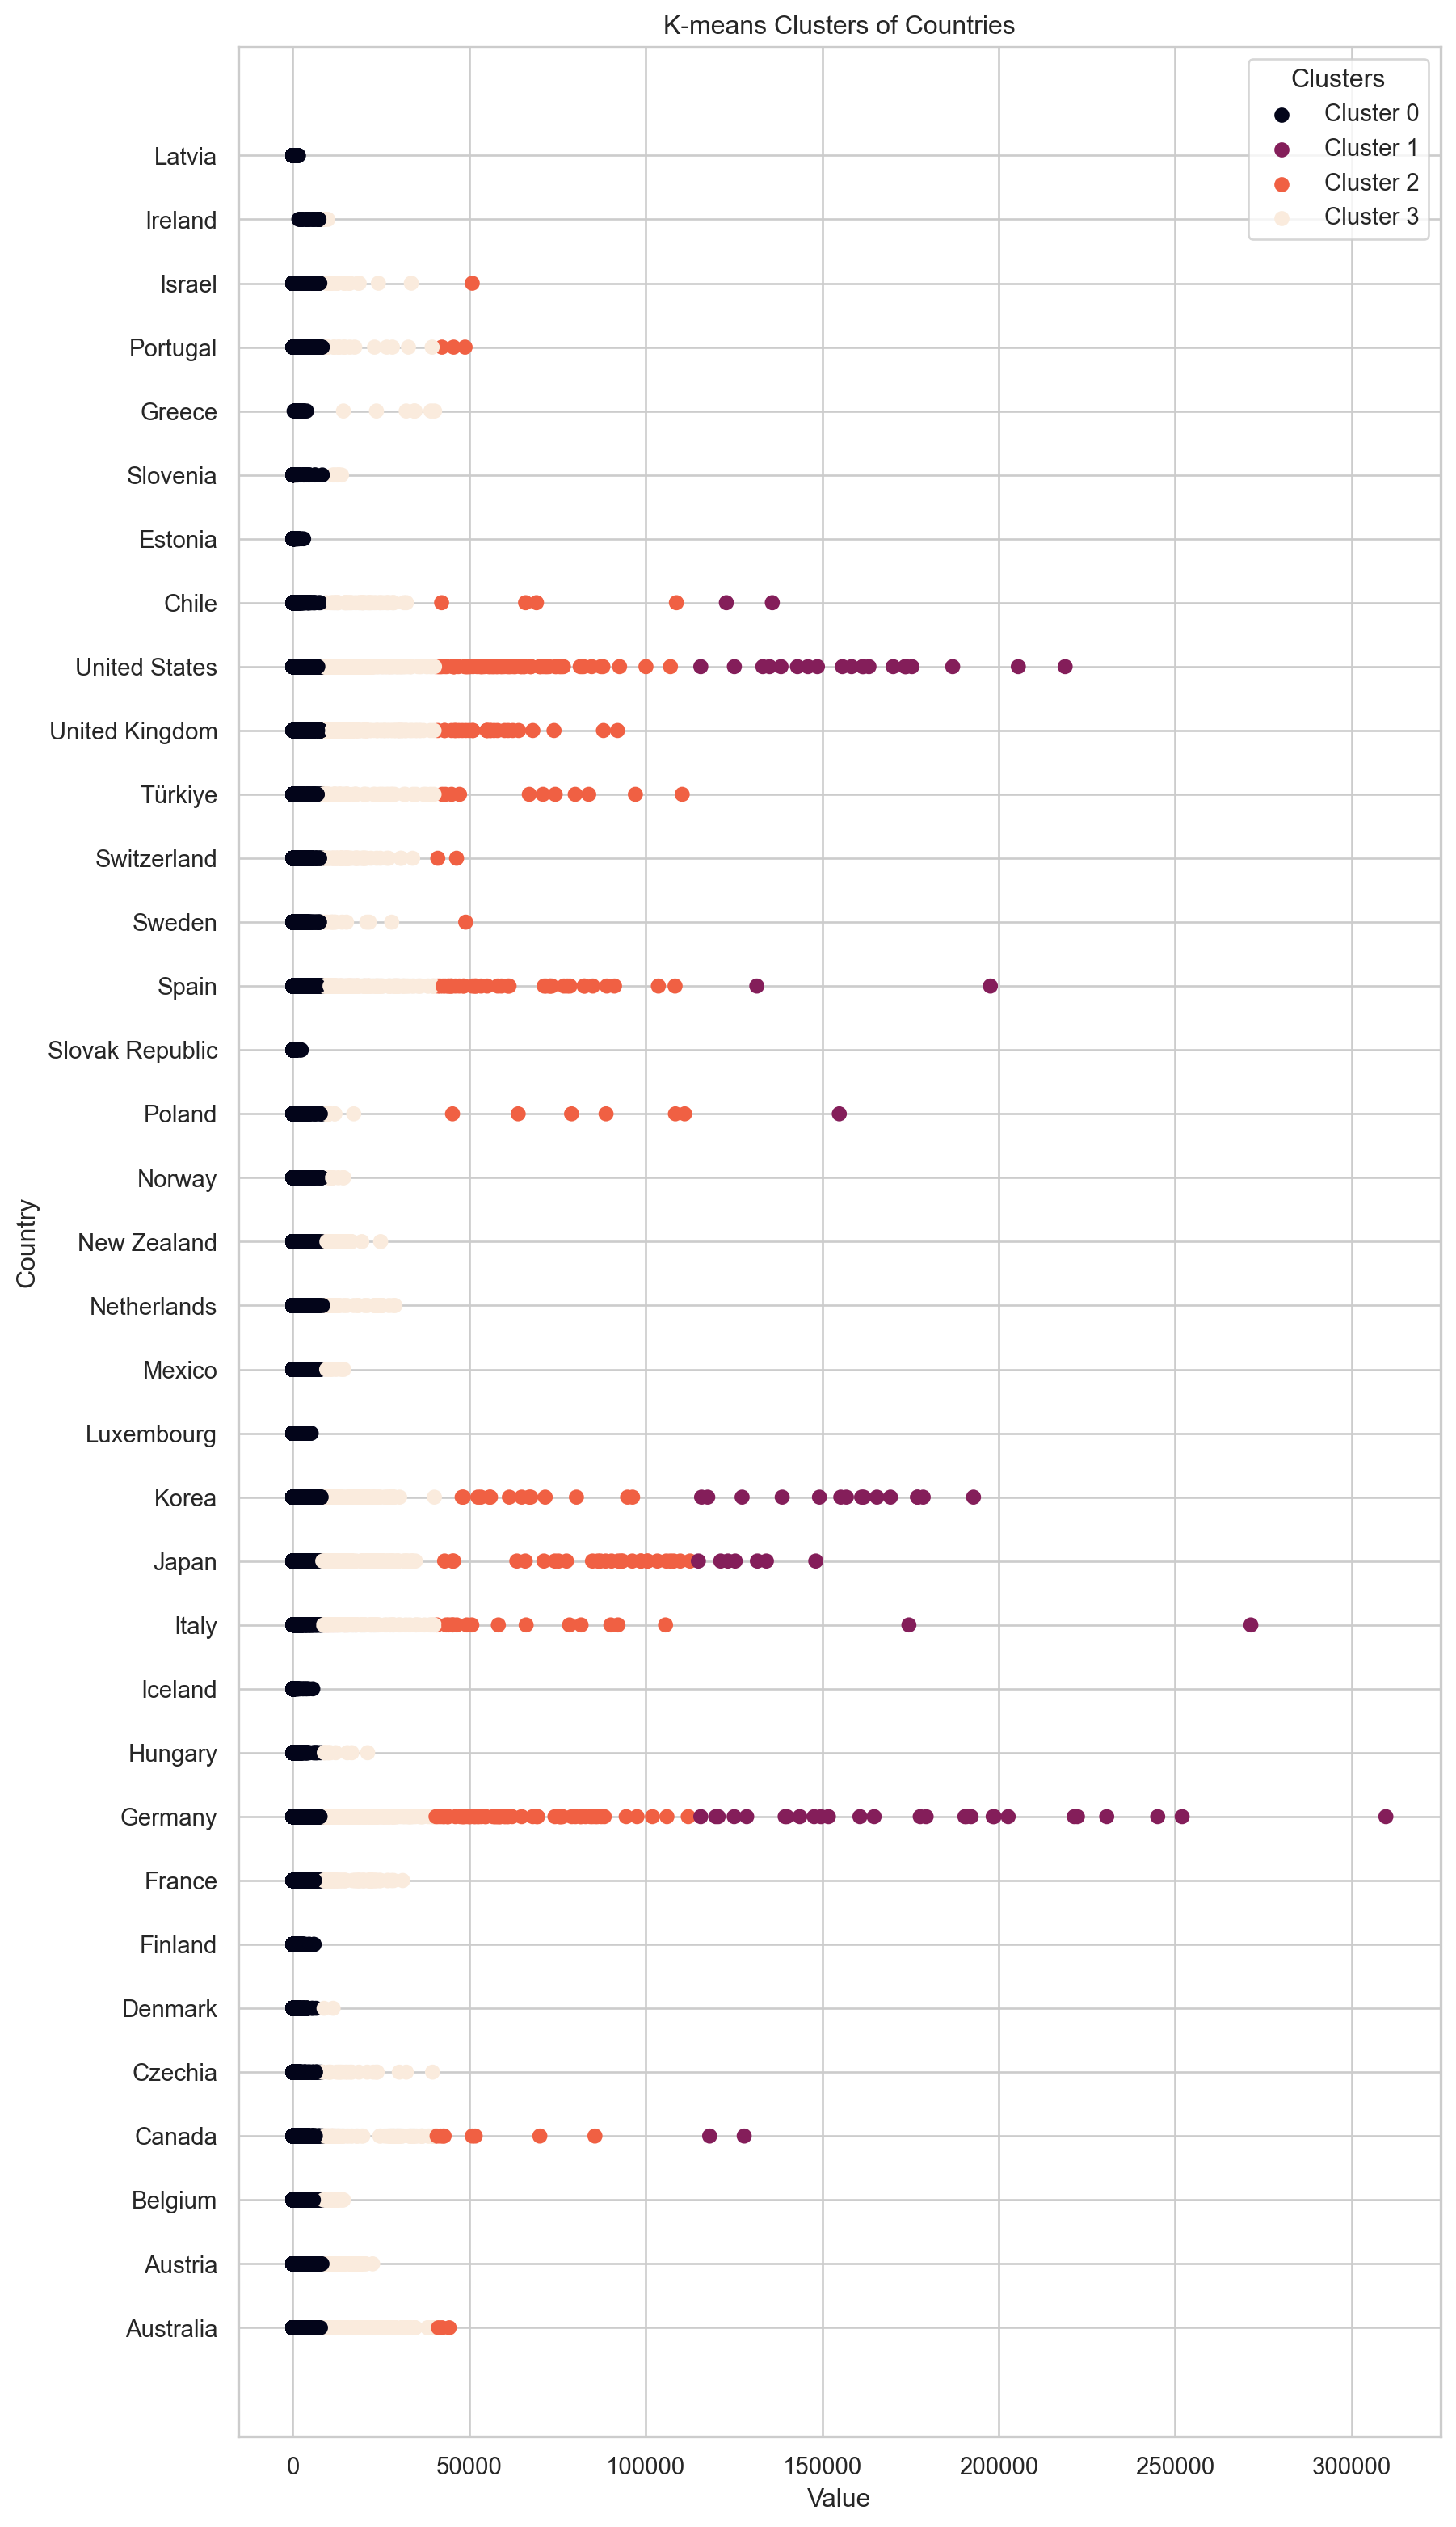 K-means Clusters of Countries
Clusters
Cluster 0
Cluster 1
Cluster 2
Cluster 3
Latvia
Ireland
Israel
Portugal
Greece
Slovenia
Estonia
Chile
United States
United Kingdom
Türkiye
Switzerland
Sweden
Spain
Slovak Republic
Poland
Norway
New Zealand
Netherlands
Mexico
Luxembourg
Korea
Japan
Italy
Iceland
Hungary
Germany
France
Finland
Denmark
Czechia
Canada
Belgium
Austria
Australia
Country
0 50000 100000 150000 200000 250000 300000
Value